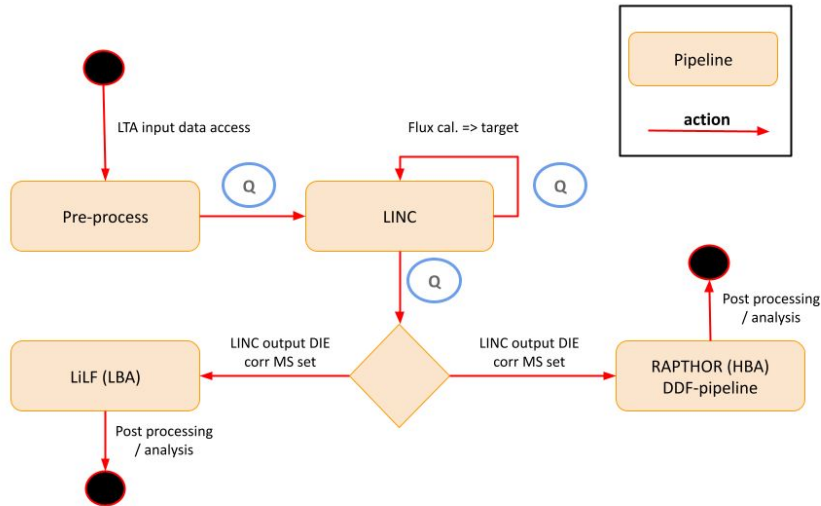 Pipeline
action
LTA input data access
Flux cal. => target
Q
Q
Pre-process
LINC
Q
LINC output DIE
corr MS set
LINC output DIE
corr MS set
Post processing
/ analysis
LiLF (LBA)
RAPTHOR (HBA)
DDF-pipeline
Post processing
/ analysis